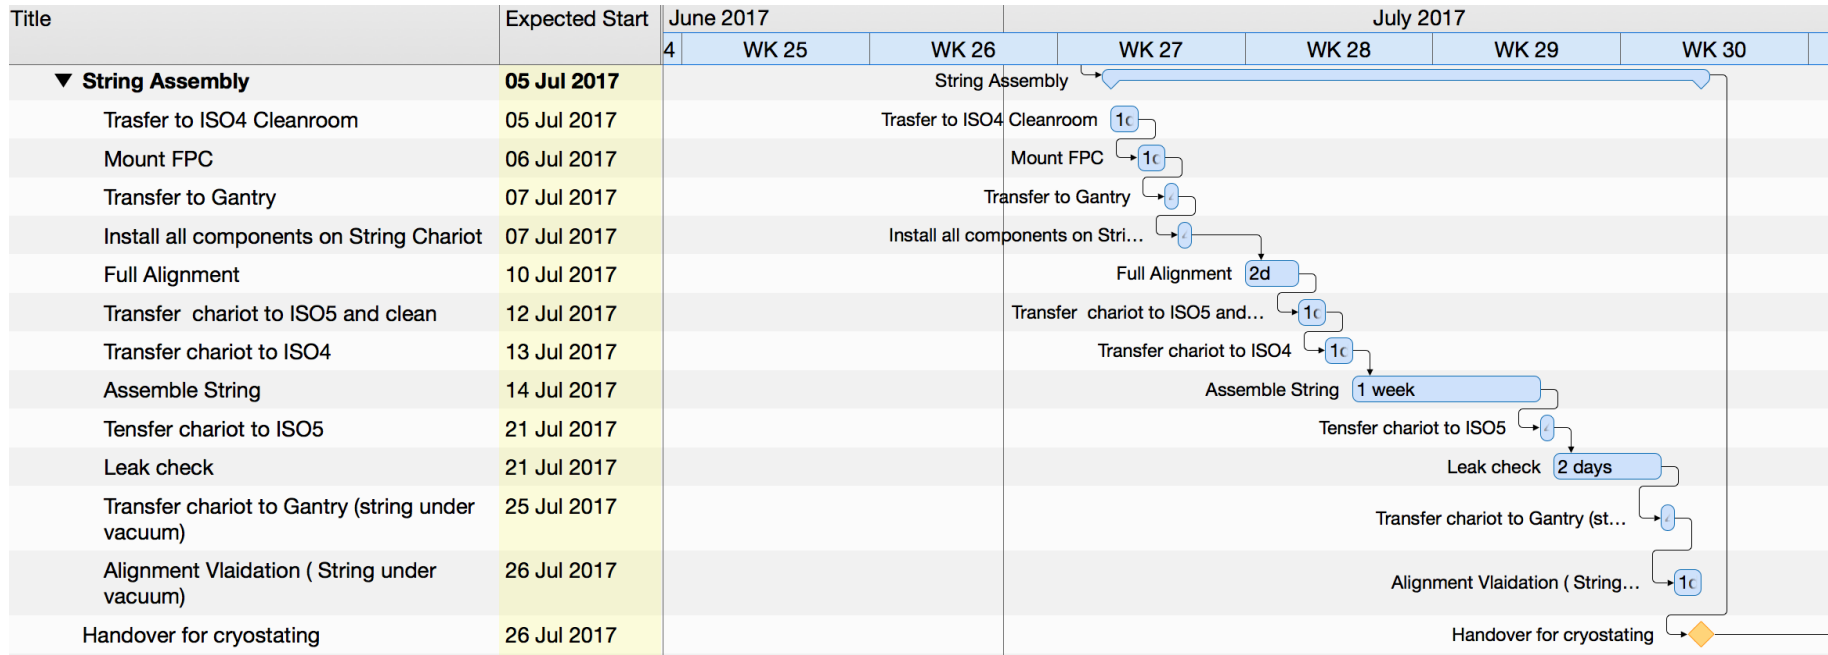 Title Expected Start June 2017 July 2017
4 WK 25 WK 26 WK 27 WK 28 WK 29 WK 30
▼ String Assembly 05 Jul 2017 String Assembly
Trasfer to ISO4 Cleanroom 05 Jul 2017 Trasfer to ISO4 Cleanroom 1
Mount FPC 06 Jul 2017 Mount FPC 1
Transfer to Gantry 07 Jul 2017 Transfer to Gantry
Install all components on String Chariot 07 Jul 2017 Install all components on Stri...
Full Alignment 10 Jul 2017 Full Alignment 2d
Transfer chariot to ISO5 and clean 12 Jul 2017 Transfer chariot to ISO5 and... 1
Transfer chariot to ISO4 13 Jul 2017 Transfer chariot to ISO4 1
Assemble String 14 Jul 2017 Assemble String 1 week
Tensfer chariot to ISO5 21 Jul 2017 Tensfer chariot to ISO5
Leak check 21 Jul 2017 Leak check 2 days
Transfer chariot to Gantry (string under
vacuum) 25 Jul 2017 Transfer chariot to Gantry (st...
Alignment Vlaidation ( String under
vacuum) 26 Jul 2017 Alignment Vlaidation ( String... 1
Handover for cryostating 26 Jul 2017 Handover for cryostating